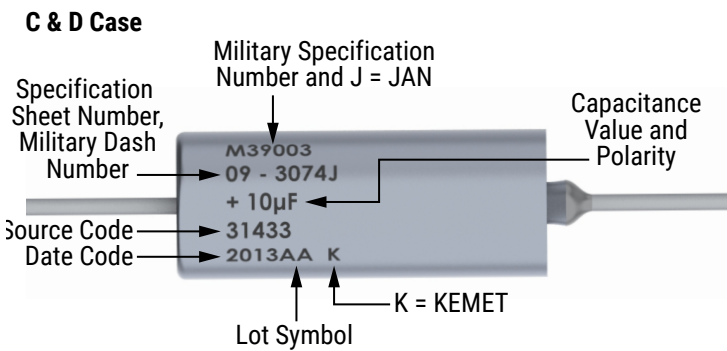 C & D Case
Military Specification
Number and J = JAN
Specification
Sheet Number,
Military Dash
Number
Capacitance
Value and
Polarity
M39003
09 - 3074J
+ 10µF
Source Code
31433
Date Code
2013AA K
K = KEMET
Lot Symbol